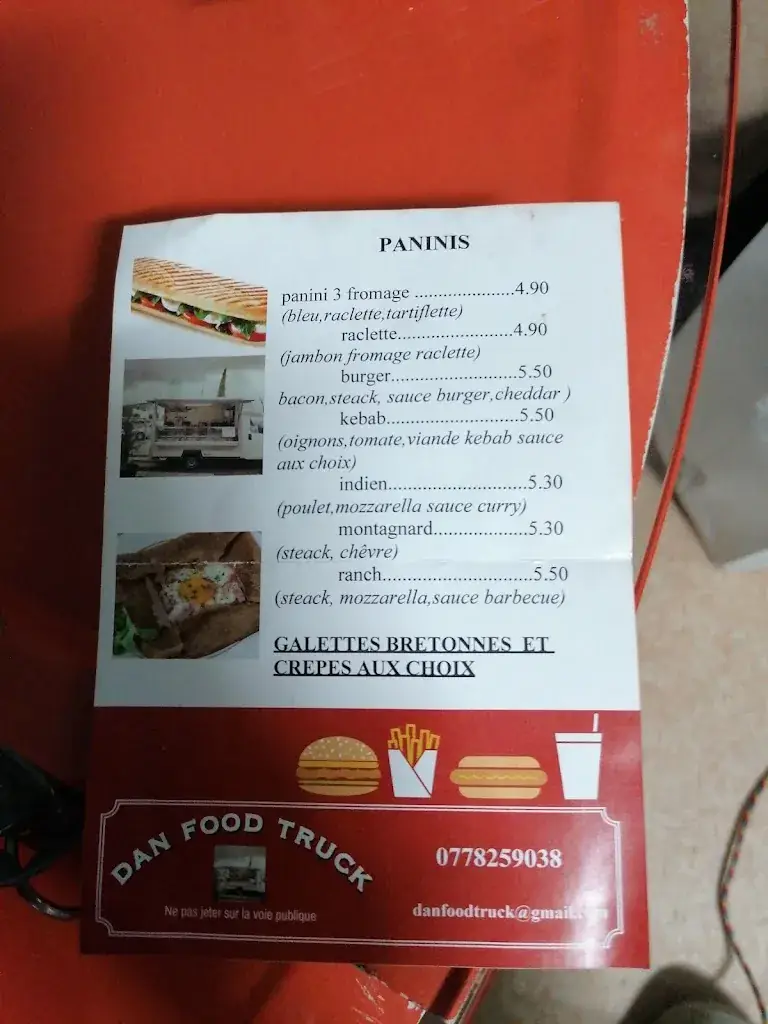 PANINIS
panini 3 fromage .....................4.90
(bleu,raclette,tartiflette)
raclette........................4.90
(jambon fromage raclette)
burger..........................5.50
bacon,steack, sauce burger,cheddar )
kebab...........................5.50
(oignons,tomate,viande kebab sauce
aux choix)
indien.............................5.30
(poulet,mozzarella sauce curry)
montagnard....................5.30
(steack, chêvre)
ranch...............................5.50
(steack, mozzarella,sauce barbecue)
GALETTES BRETONNES ET
CREPES AUX CHOIX
DAN FOOD TRUCK
0778259038
Ne pas jeter sur la voie publique